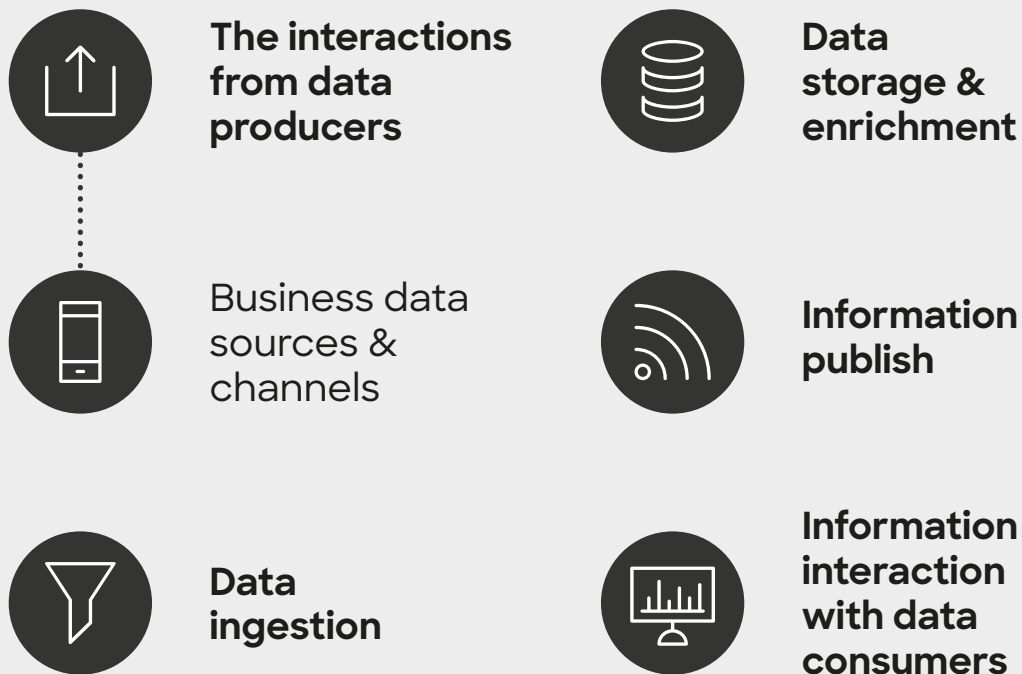 The interactions
from data
producers
Business data
sources &
channels
Data
ingestion
Data
storage &
enrichment
Information
publish
Information
interaction
with data
consumers